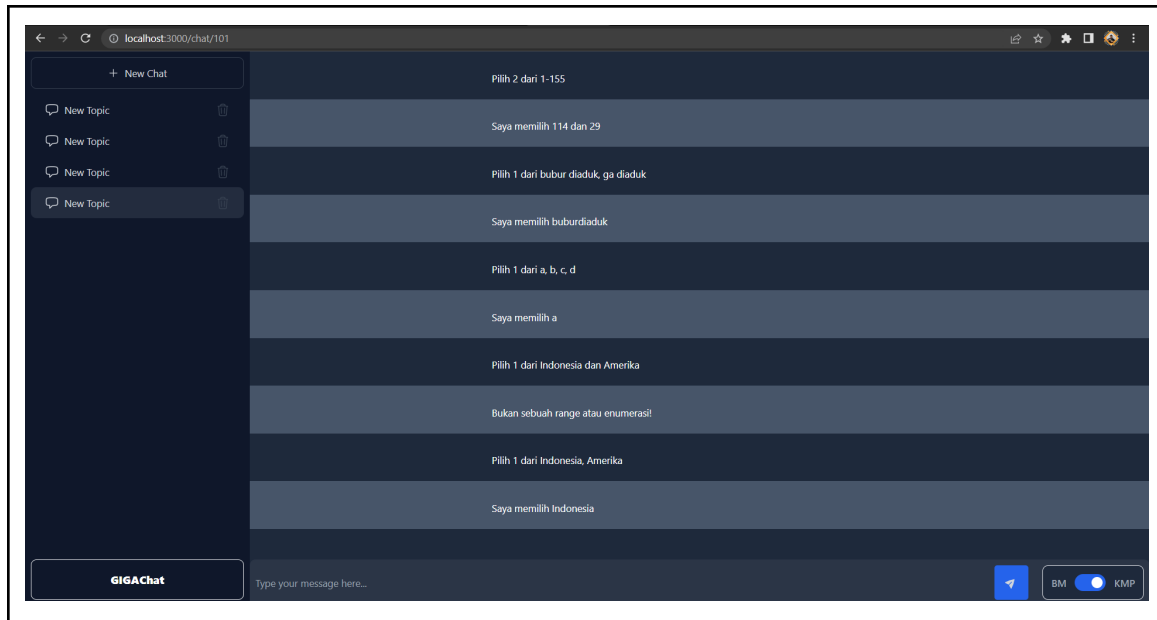 localhost:3000/chat/101
+ New Chat
New Topic
New Topic
New Topic
New Topic
Pilih 2 dari 1-155
Saya memilih 114 dan 29
Pilih 1 dari bubur diaduk, ga diaduk
Saya memilih buburdiaduk
Pilih 1 dari a, b, c, d
Saya memilih a
Pilih 1 dari Indonesia dan Amerika
Bukan sebuah range atau enumerasi!
Pilih 1 dari Indonesia, Amerika
Saya memilih Indonesia
GIGAChat
Type your message here...
BM KMP